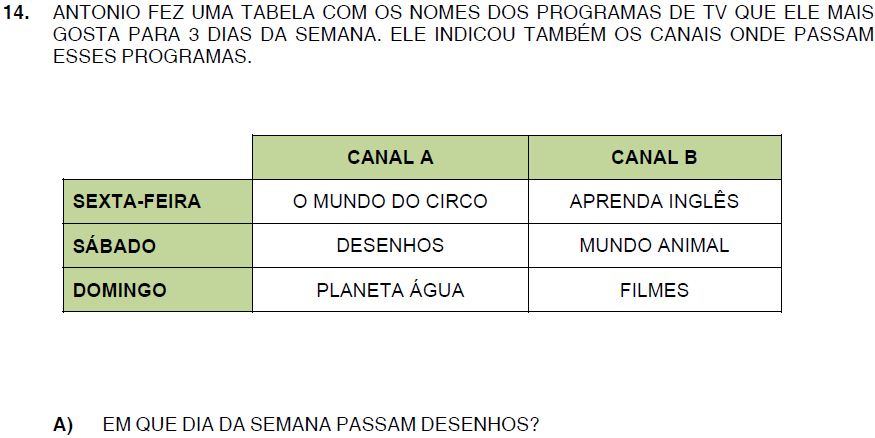 14. ANTONIO FEZ UMA TABELA COM OS NOMES DOS PROGRAMAS DE TV QUE ELE MAIS
GOSTA PARA 3 DIAS DA SEMANA. ELE INDICOU TAMBÉM OS CANAIS ONDE PASSAM
ESSES PROGRAMAS.
CANAL A CANAL B
SEXTA-FEIRA O MUNDO DO CIRCO APRENDA INGLÊS
SÁBADO DESENHOS MUNDO ANIMAL
DOMINGO PLANETA ÁGUA FILMES
A) EM QUE DIA DA SEMANA PASSAM DESENHOS?